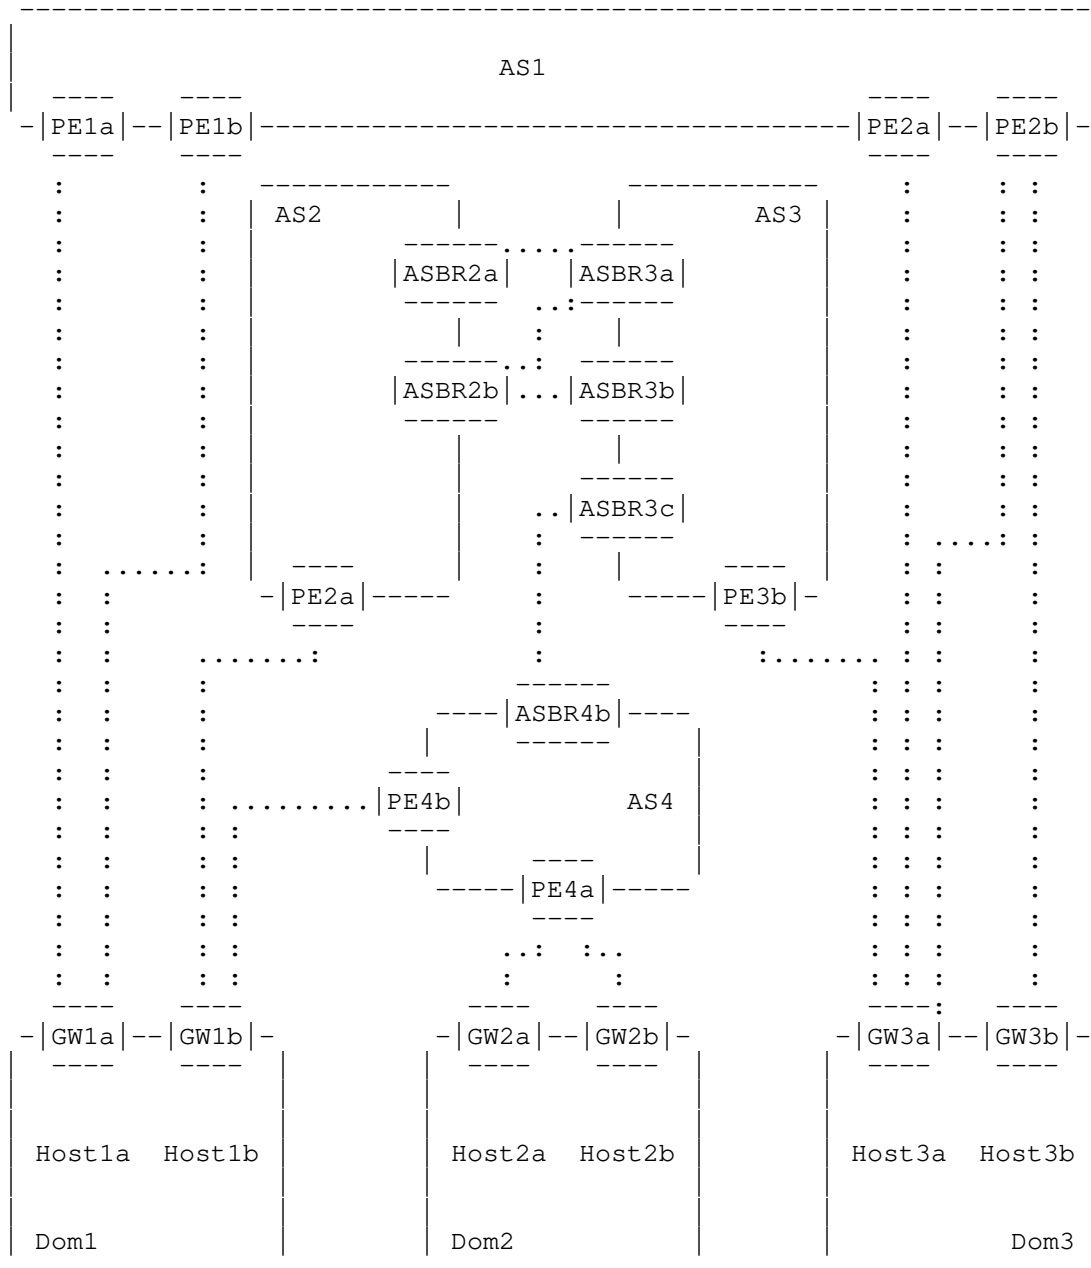 AS1
PE1a PE1b PE2a PE2b
AS2 AS3
ASBR2a ASBR3a
ASBR2b ASBR3b
ASBR3c
PE2a PE3b
ASBR4b
PE4b AS4
PE4a
GW1a GW1b GW2a GW2b GW3a GW3b
Host1a Host1b Host2a Host2b Host3a Host3b
Dom1 Dom2 Dom3